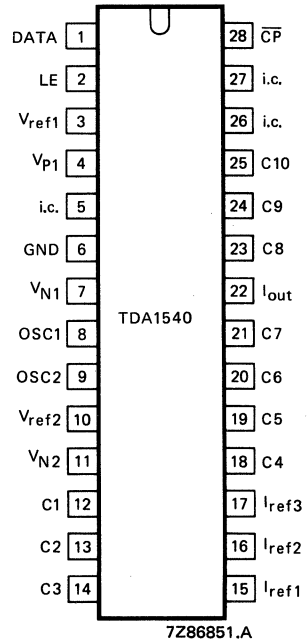 DATA 1 28 C̅P̅
LE 2 27 i.c.
Vref1 3 26 i.c.
VP1 4 25 C10
i.c. 5 24 C9
GND 6 23 C8
VN1 7 22 Iout
TDA1540
OSC1 8 21 C7
OSC2 9 20 C6
Vref2 10 19 C5
VN2 11 18 C4
C1 12 17 Iref3
C2 13 16 Iref2
C3 14 15 Iref1
7Z86851.A